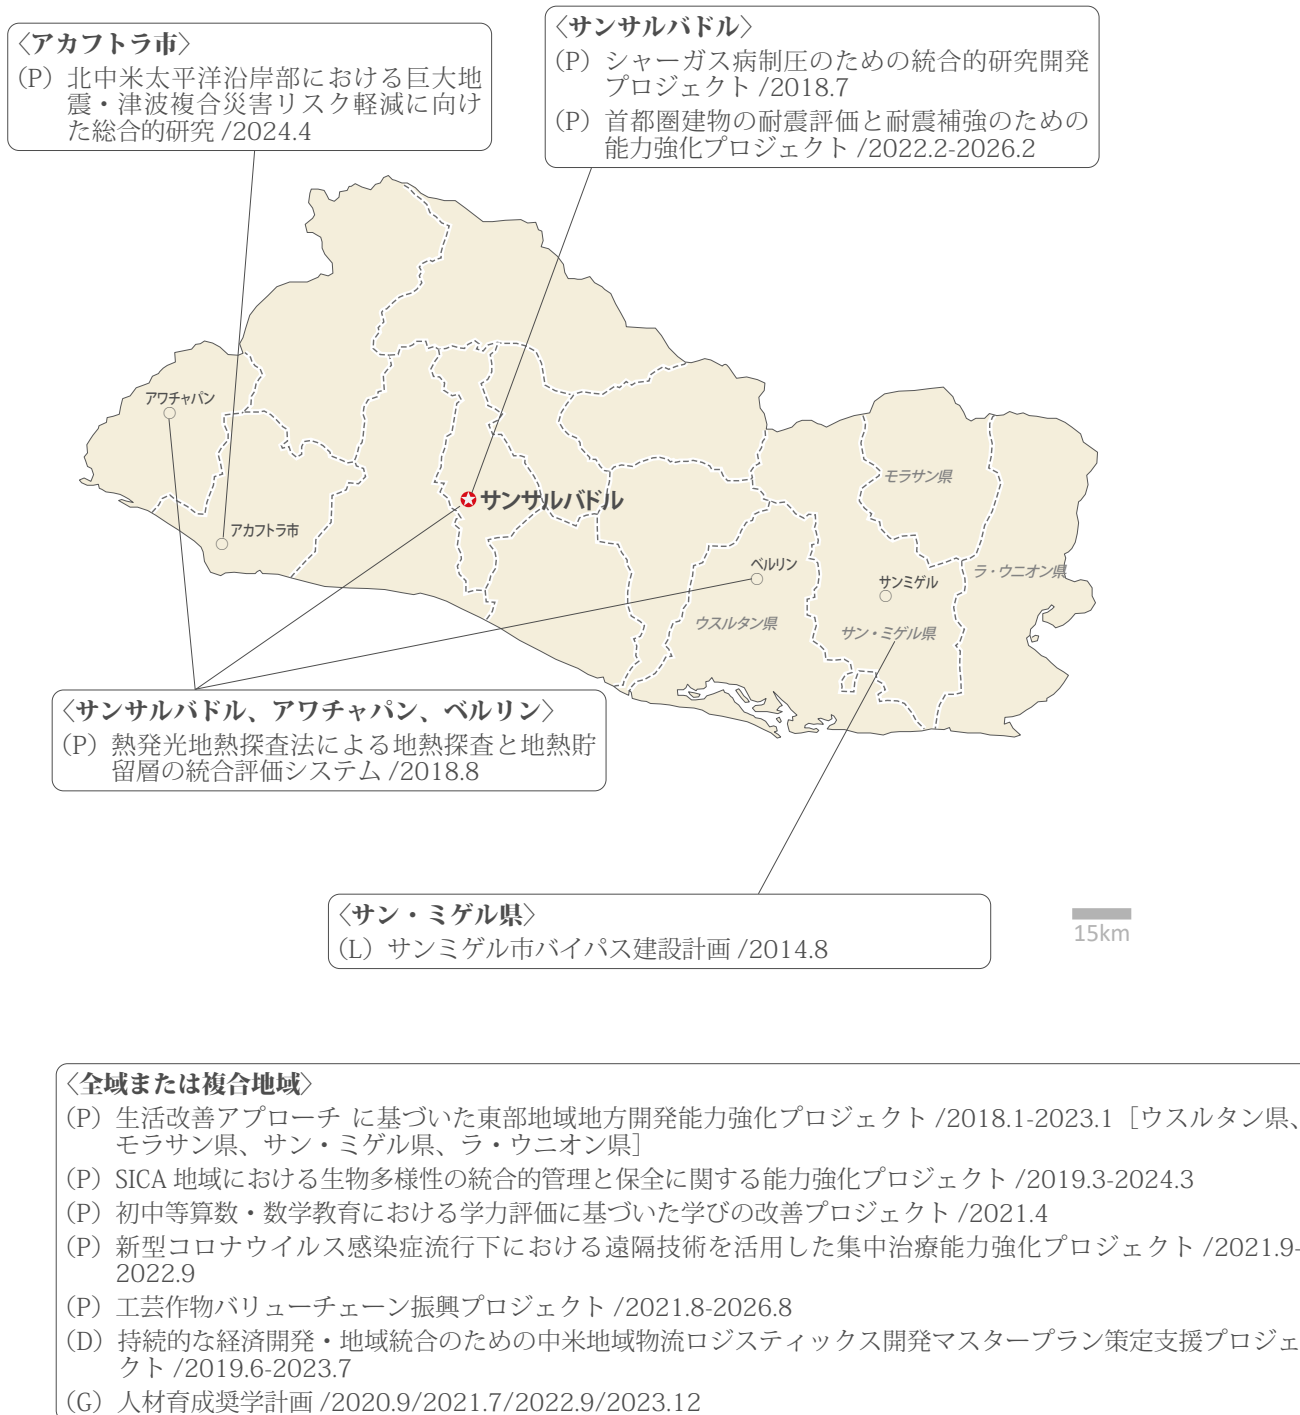 〈アカフトラ市〉
(P) 北中米太平洋沿岸部における巨大地
震・津波複合災害リスク軽減に向け
た総合的研究 /2024.4
〈サンサルバドル〉
(P) シャーガス病制圧のための統合的研究開発
プロジェクト /2018.7
(P) 首都圏建物の耐震評価と耐震補強のための
能力強化プロジェクト /2022.2-2026.2
アワチャパン
モラサン県
サンサルバドル
アカフトラ市
ベルリン
ラ・ウニオン県
サンミゲル
ウスルタン県
サン・ミゲル県
〈サンサルバドル、アワチャパン、ベルリン〉
(P) 熱発光地熱探査法による地熱探査と地熱貯
留層の統合評価システム /2018.8
〈サン・ミゲル県〉
(L) サンミゲル市バイパス建設計画 /2014.8
15km
〈全域または複合地域〉
(P) 生活改善アプローチ に基づいた東部地域地方開発能力強化プロジェクト /2018.1-2023.1［ウスルタン県、
モラサン県、サン・ミゲル県、ラ・ウニオン県］
(P) SICA 地域における生物多様性の統合的管理と保全に関する能力強化プロジェクト /2019.3-2024.3
(P) 初中等算数・数学教育における学力評価に基づいた学びの改善プロジェクト /2021.4
(P) 新型コロナウイルス感染症流行下における遠隔技術を活用した集中治療能力強化プロジェクト /2021.9-
2022.9
(P) 工芸作物バリューチェーン振興プロジェクト /2021.8-2026.8
(D) 持続的な経済開発・地域統合のための中米地域物流ロジスティックス開発マスタープラン策定支援プロジェ
クト /2019.6-2023.7
(G) 人材育成奨学計画 /2020.9/2021.7/2022.9/2023.12